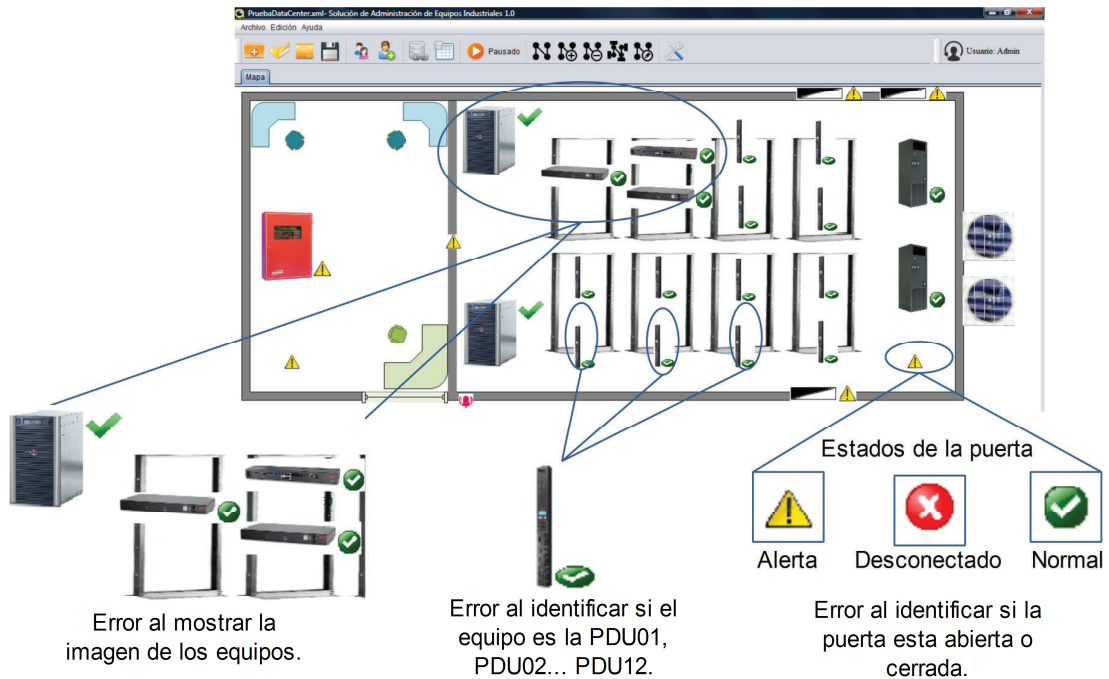 PruebaDataCenter.xml- Solución de Administración de Equipos Industriales 1.0
Archivo Edición Ayuda
Pausado
Usuario: Admin
Mapa
Estados de la puerta
Alerta
Desconectado
Normal
Error al mostrar la
imagen de los equipos.
Error al identificar si el
equipo es la PDU01,
PDU02... PDU12.
Error al identificar si la
puerta esta abierta o
cerrada.